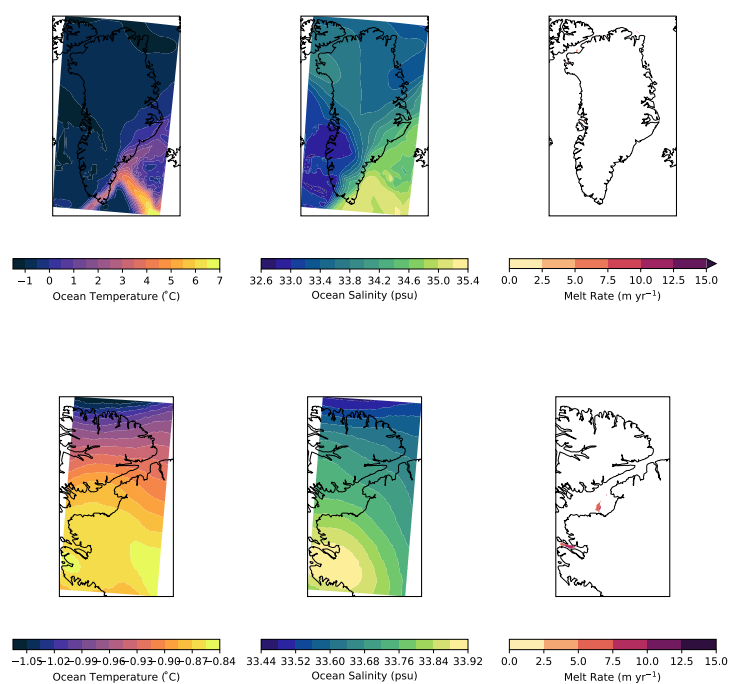 −1 0 1 2 3 4 5 6 7
Ocean Temperature (˚C)
32.6 33.0 33.4 33.8 34.2 34.6 35.0 35.4
Ocean Salinity (psu)
0.0 2.5 5.0 7.5 10.0 12.5 15.0
Melt Rate (m yr⁻¹)
−1.05 −1.02 −0.99 −0.96 −0.93 −0.90 −0.87 −0.84
Ocean Temperature (˚C)
33.44 33.52 33.60 33.68 33.76 33.84 33.92
Ocean Salinity (psu)
0.0 2.5 5.0 7.5 10.0 12.5 15.0
Melt Rate (m yr⁻¹)